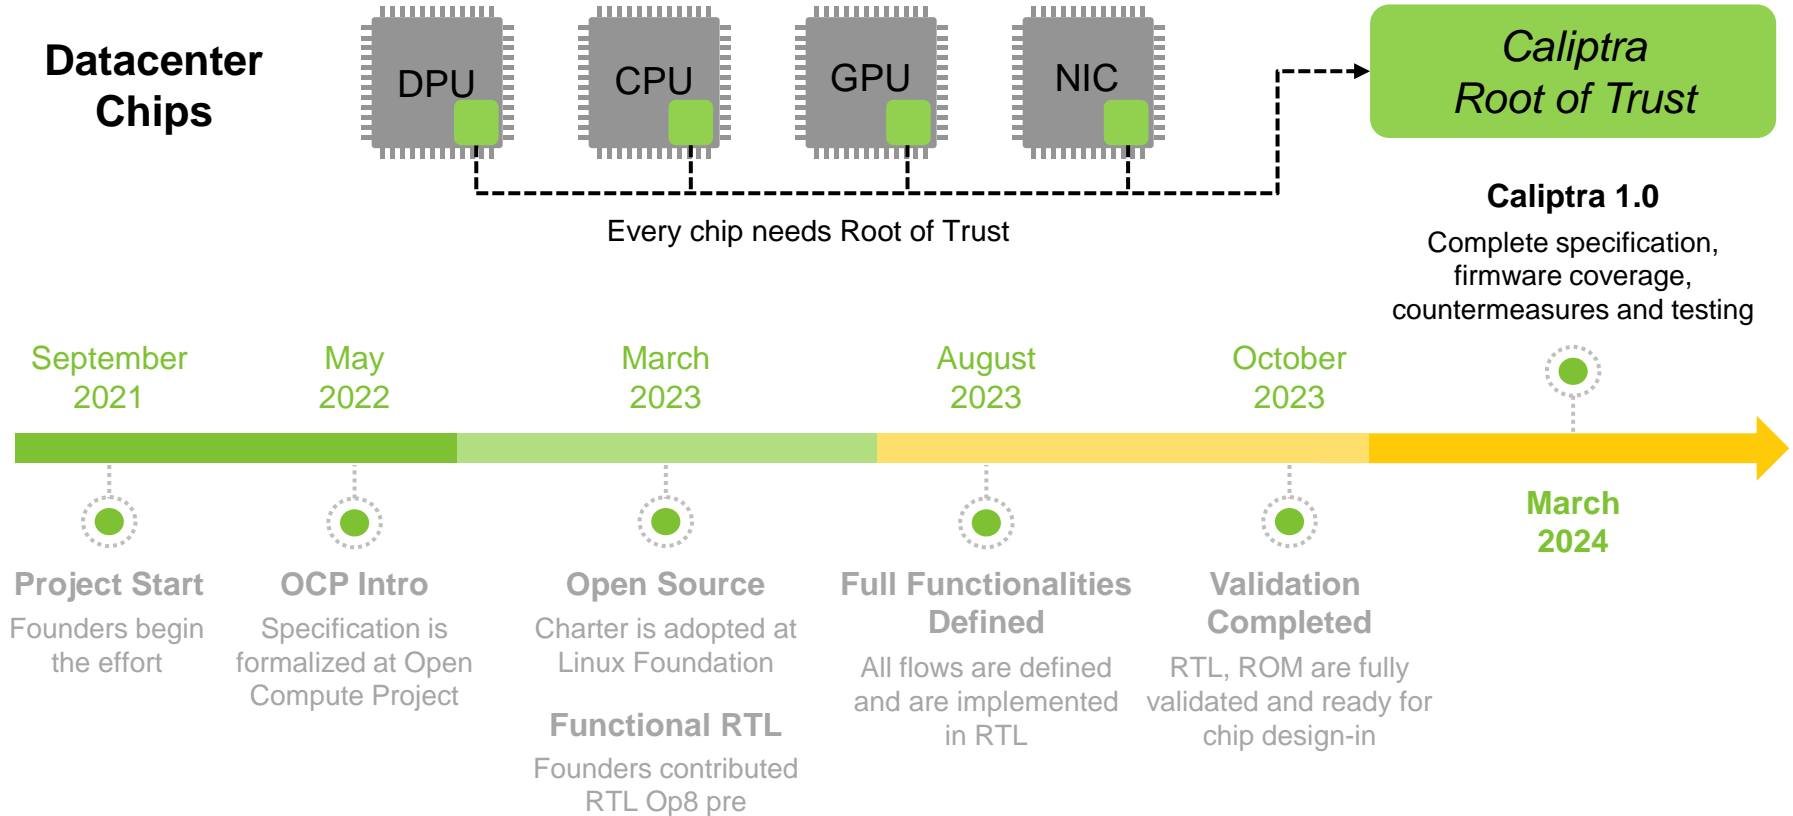 Datacenter
Chips
DPU
CPU
GPU
NIC
Caliptra
Root of Trust
Every chip needs Root of Trust
Caliptra 1.0
Complete specification,
firmware coverage,
countermeasures and testing
September
2021
May
2022
March
2023
August
2023
October
2023
March
2024
Project Start
Founders begin
the effort
OCP Intro
Specification is
formalized at Open
Compute Project
Open Source
Charter is adopted at
Linux Foundation
Functional RTL
Founders contributed
RTL Op8 pre
Full Functionalities
Defined
All flows are defined
and are implemented
in RTL
Validation
Completed
RTL, ROM are fully
validated and ready for
chip design-in